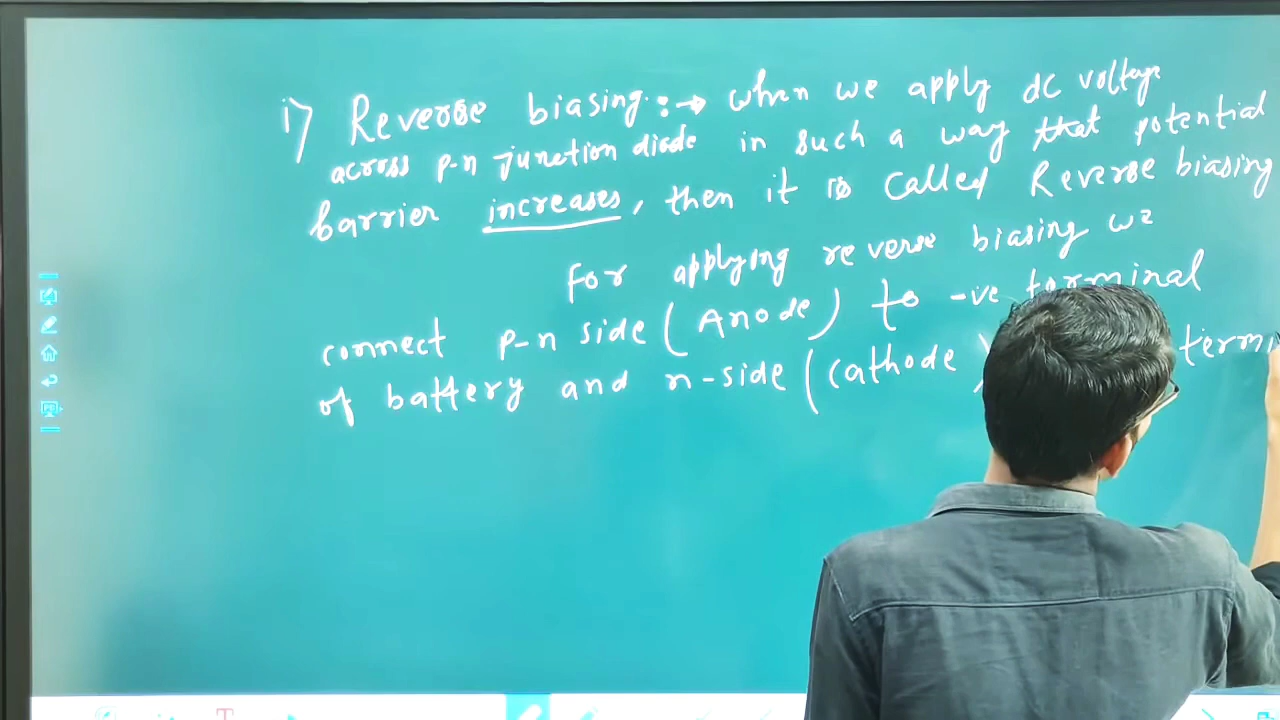 i) Reverse biasing :→ when we apply dc voltage
across p-n junction diode in such a way that potential
barrier increases, then it is called Reverse biasing
For applying reverse biasing we
connect p-n side (Anode) to -ve terminal
of battery and n-side (cathode) termi